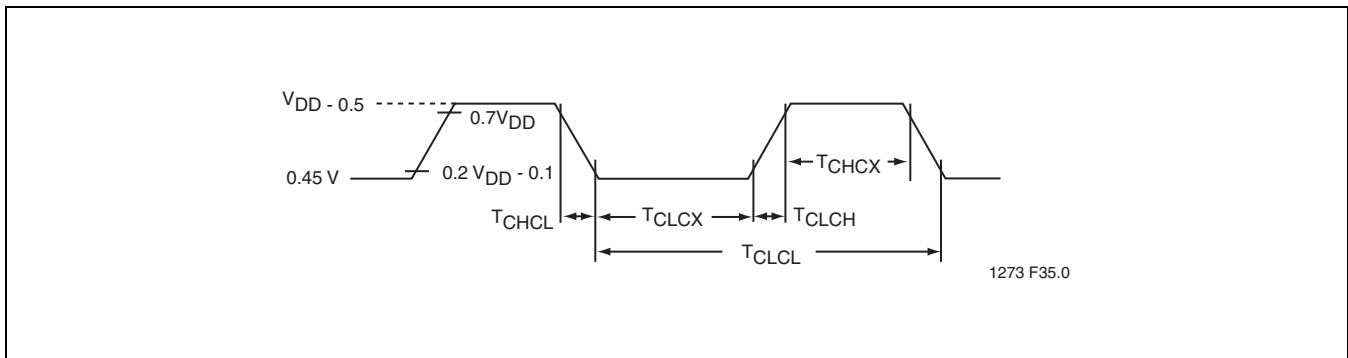 VDD - 0.5
0.7VDD
0.45 V
0.2 VDD - 0.1
TCHCX
TCHCL
TCLCX
TCLCH
TCLCL
1273 F35.0